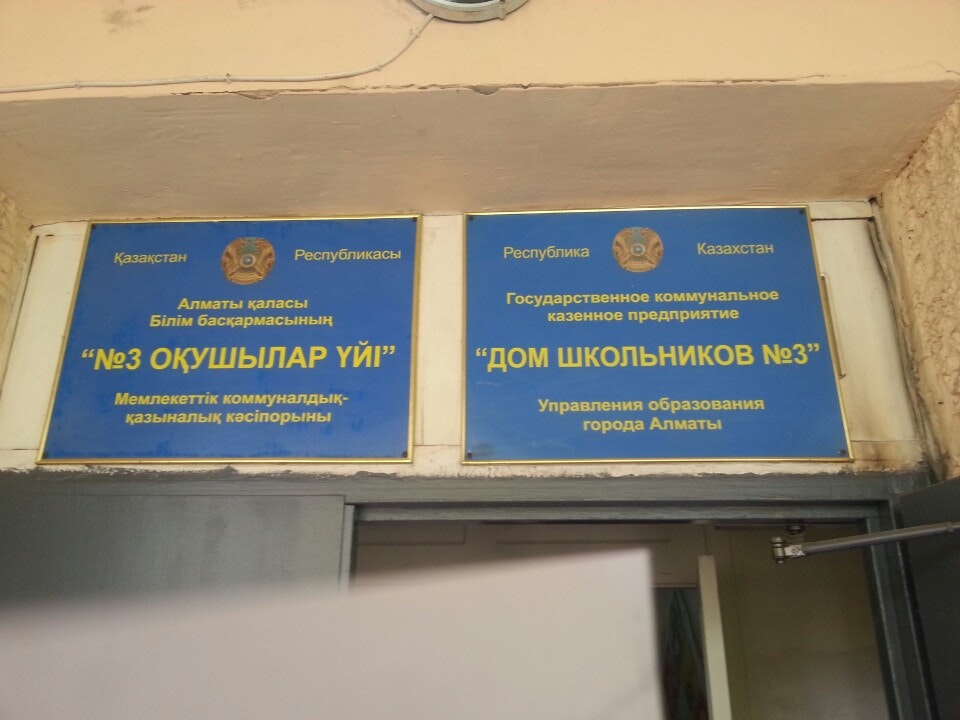 Қазақстан Республикасы
Алматы қаласы
Білім басқармасының
“№3 ОҚУШЫЛАР ҮЙІ”
Мемлекеттік коммуналдық-
қазыналық кәсіпорыны
Республика Казахстан
Государственное коммунальное
казенное предприятие
“ДОМ ШКОЛЬНИКОВ №3”
Управления образования
города Алматы